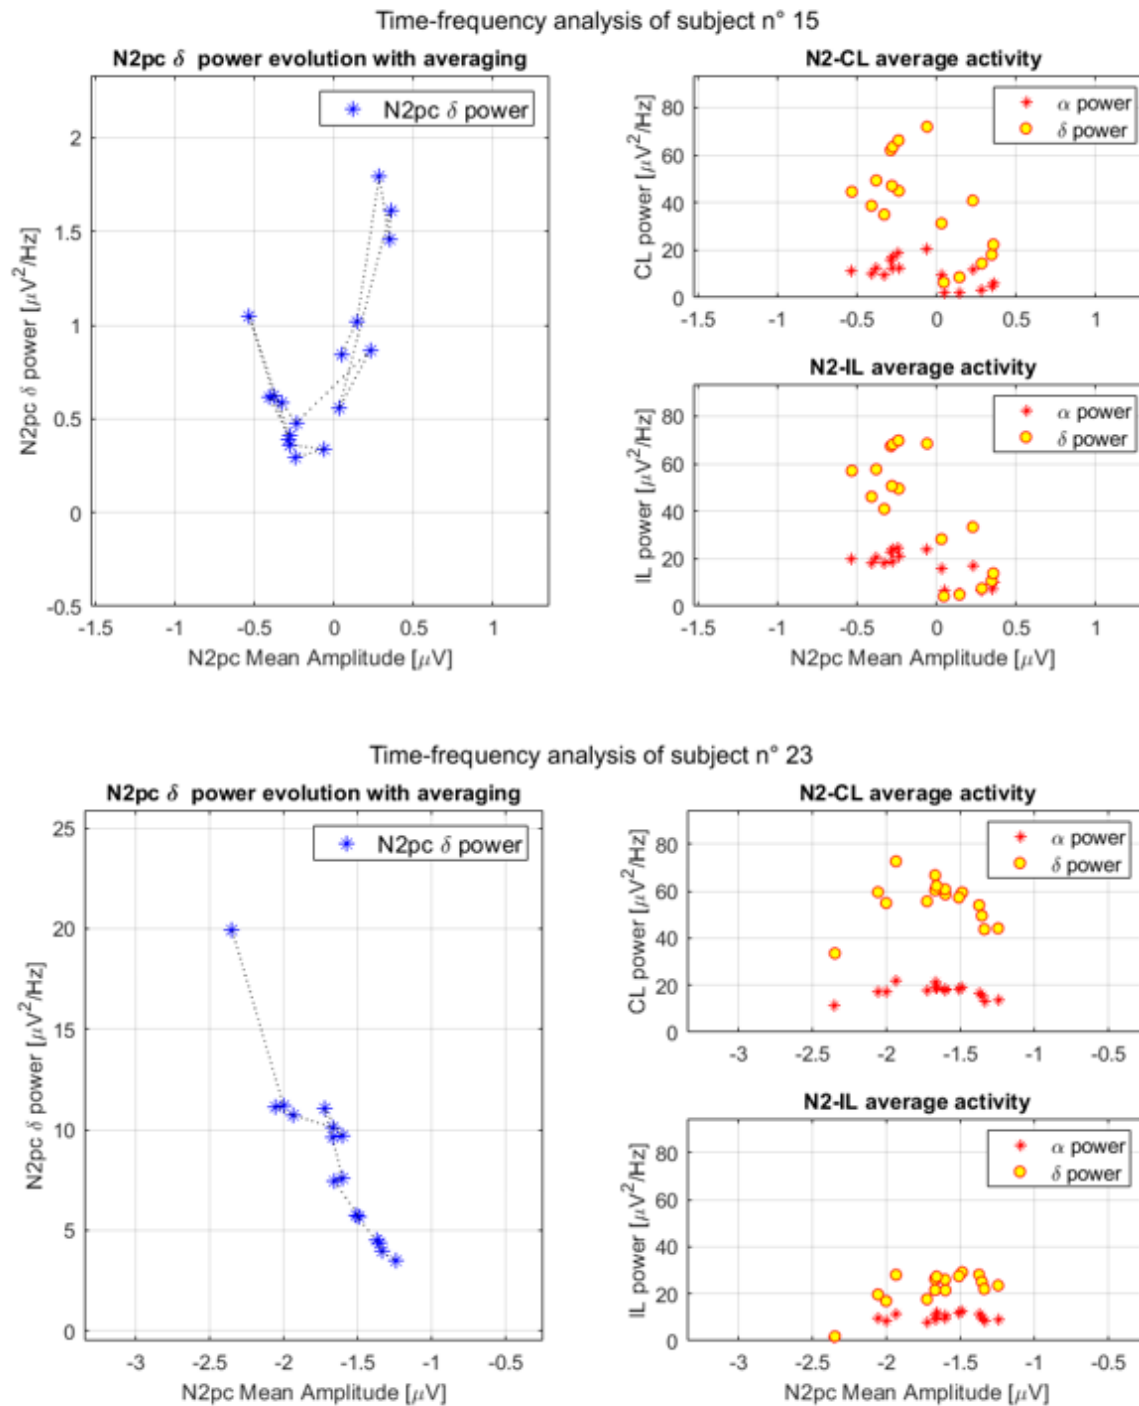 Time-frequency analysis of subject n° 15
N2pc δ power evolution with averaging
N2pc δ power
2
1.5
1
0.5
0
-0.5
N2pc δ power [μV²/Hz]
-1.5 -1 -0.5 0 0.5 1
N2pc Mean Amplitude [μV]
N2-CL average activity
α power
δ power
80
60
40
20
0
CL power [μV²/Hz]
-1.5 -1 -0.5 0 0.5 1
N2-IL average activity
α power
δ power
80
60
40
20
0
IL power [μV²/Hz]
-1.5 -1 -0.5 0 0.5 1
N2pc Mean Amplitude [μV]
Time-frequency analysis of subject n° 23
N2pc δ power evolution with averaging
N2pc δ power
25
20
15
10
5
0
N2pc δ power [μV²/Hz]
-3 -2.5 -2 -1.5 -1 -0.5
N2pc Mean Amplitude [μV]
N2-CL average activity
α power
δ power
80
60
40
20
0
CL power [μV²/Hz]
-3 -2.5 -2 -1.5 -1 -0.5
N2-IL average activity
α power
δ power
80
60
40
20
0
IL power [μV²/Hz]
-3 -2.5 -2 -1.5 -1 -0.5
N2pc Mean Amplitude [μV]